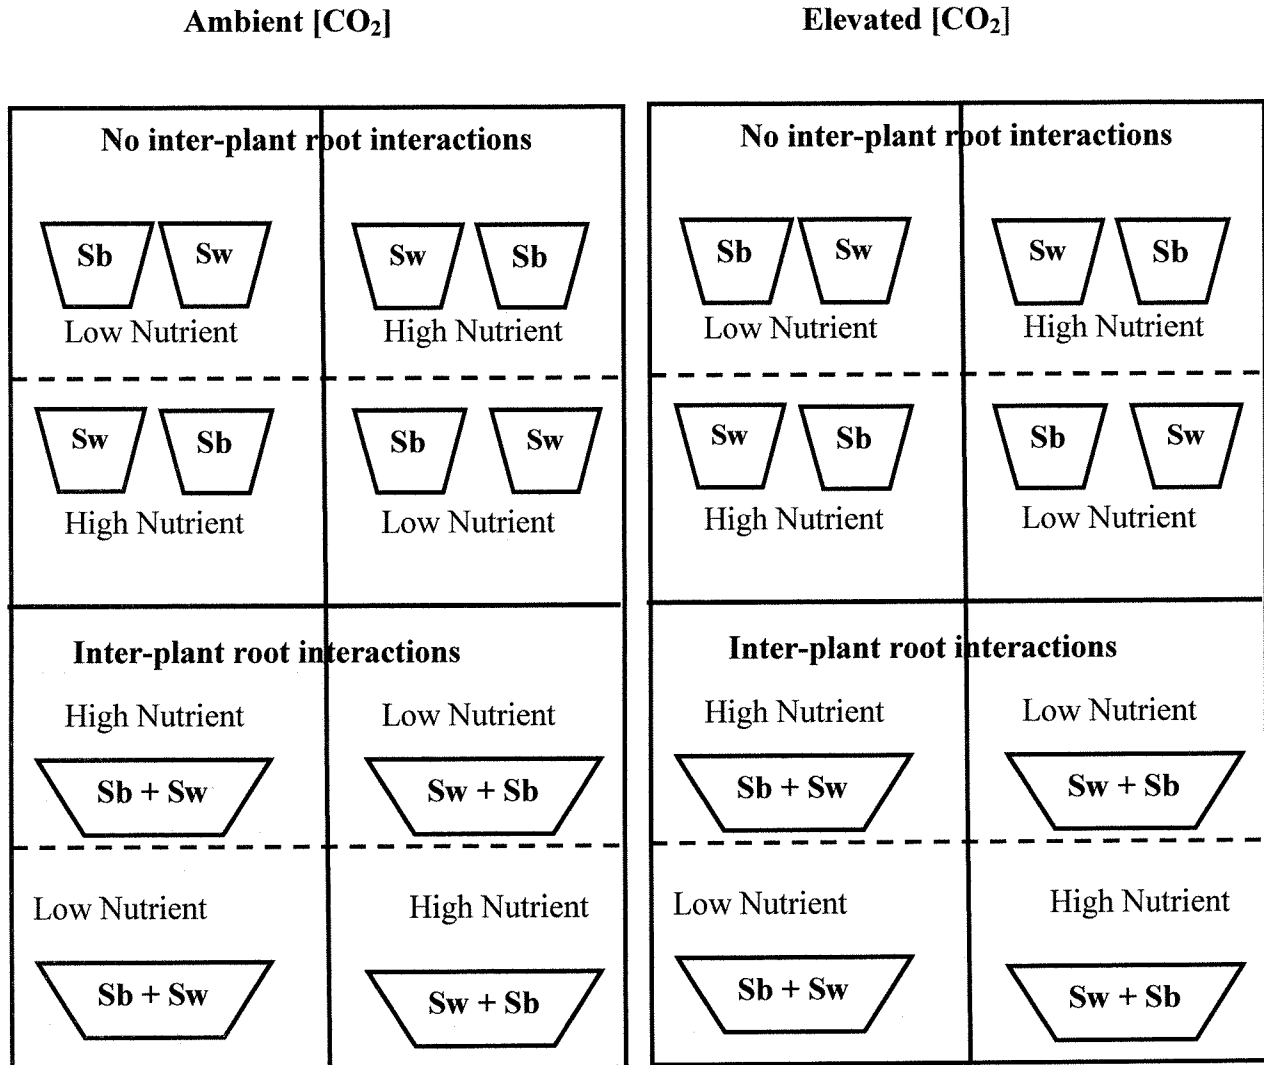 Ambient [CO₂]
Elevated [CO₂]
No inter-plant root interactions
Sb
Sw
Low Nutrient
Sw
Sb
High Nutrient
Sw
Sb
High Nutrient
Sb
Sw
Low Nutrient
Inter-plant root interactions
High Nutrient
Sb + Sw
Low Nutrient
Sw + Sb
Low Nutrient
Sb + Sw
High Nutrient
Sw + Sb
No inter-plant root interactions
Sb
Sw
Low Nutrient
Sw
Sb
High Nutrient
Sw
Sb
High Nutrient
Sb
Sw
Low Nutrient
Inter-plant root interactions
High Nutrient
Sb + Sw
Low Nutrient
Sw + Sb
Low Nutrient
Sb + Sw
High Nutrient
Sw + Sb